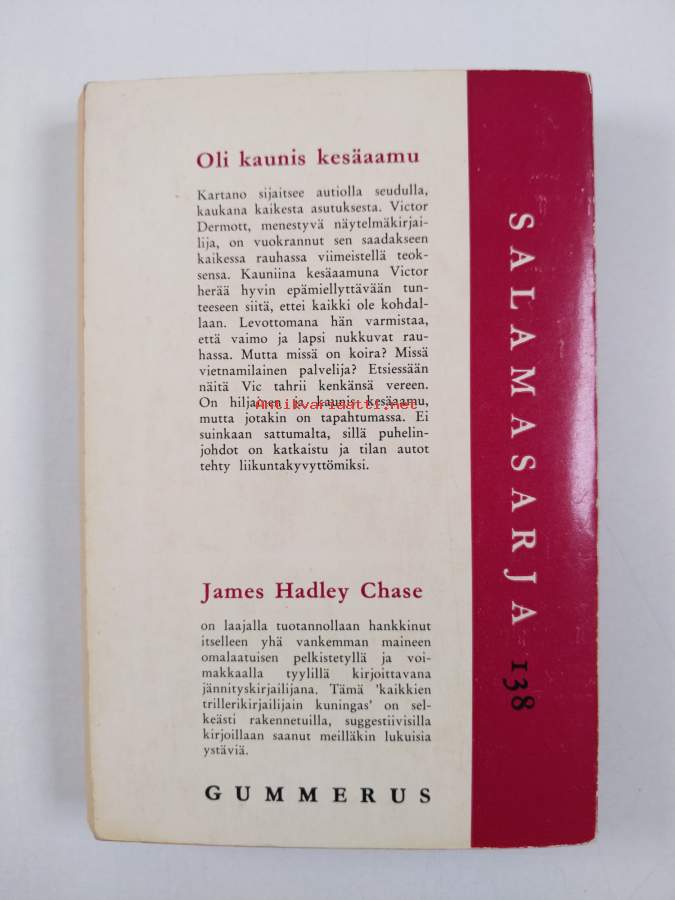 Oli kaunis kesäaamu
Kartano sijaitsee autiolla seudulla,
kaukana kaikesta asutuksesta. Victor
Dermott, menestyvä näytelmäkirjai-
lija, on vuokrannut sen saadakseen
kaikessa rauhassa viimeistellä teok-
sensa. Kauniina kesäaamuna Victor
herää hyvin epämiellyttävään tun-
teeseen siitä, ettei kaikki ole kohdal-
laan. Levottomana hän varmistaa,
että vaimo ja lapsi nukkuvat rau-
hassa. Mutta missä on koira? Missä
vietnamilainen palvelija? Etsiessään
näitä Vic tahrii kenkänsä vereen.
On hiljainen ja kaunis kesäaamu,
Antikvariaatti.net
mutta jotakin on tapahtumassa. Ei
suinkaan sattumalta, sillä puhelin-
johdot on katkaistu ja tilan autot
tehty liikuntakyvyttömiksi.
James Hadley Chase
on laajalla tuotannollaan hankkinut
itselleen yhä vankemman maineen
omalaatuisen pelkistetyllä ja voi-
makkaalla tyylillä kirjoittavana
jännityskirjailijana. Tämä 'kaikkien
trillerikirjailijain kuningas' on sel-
keästi rakennetuilla, suggestiivisilla
kirjoillaan saanut meilläkin lukuisia
ystäviä.
GUMMERUS
SALAMASARJA 138